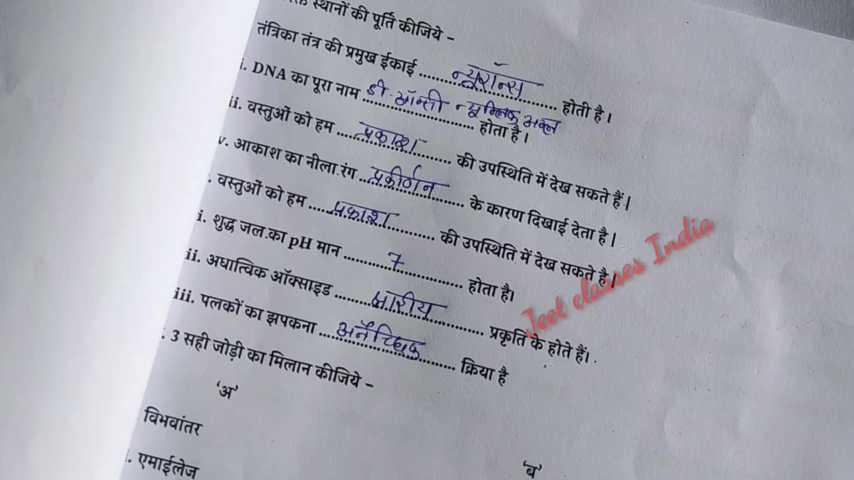 स्थानों की पूर्ति कीजिये –
तंत्रिका तंत्र की प्रमुख ईकाई .......... न्यूरॉन्स .......... होती है।
i. DNA का पूरा नाम .......... डी. ऑक्सी न्यूक्लिक अम्ल .......... होता है।
ii. वस्तुओं को हम .......... प्रकाश .......... की उपस्थिति में देख सकते हैं।
v. आकाश का नीला रंग .......... प्रकीर्णन .......... के कारण दिखाई देता है।
. वस्तुओं को हम .......... प्रकाश .......... की उपस्थिति में देख सकते है।
i. शुद्ध जल का pH मान .......... 7 .......... होता है।
ii. अधात्विक ऑक्साइड .......... क्षारीय .......... प्रकृति के होते हैं।
iii. पलकों का झपकना .......... अनैच्छिक .......... क्रिया है
. 3 सही जोड़ी का मिलान कीजिये –
'अ'
'ब'
विभवांतर
. एमाईलेज
Jeet classes India